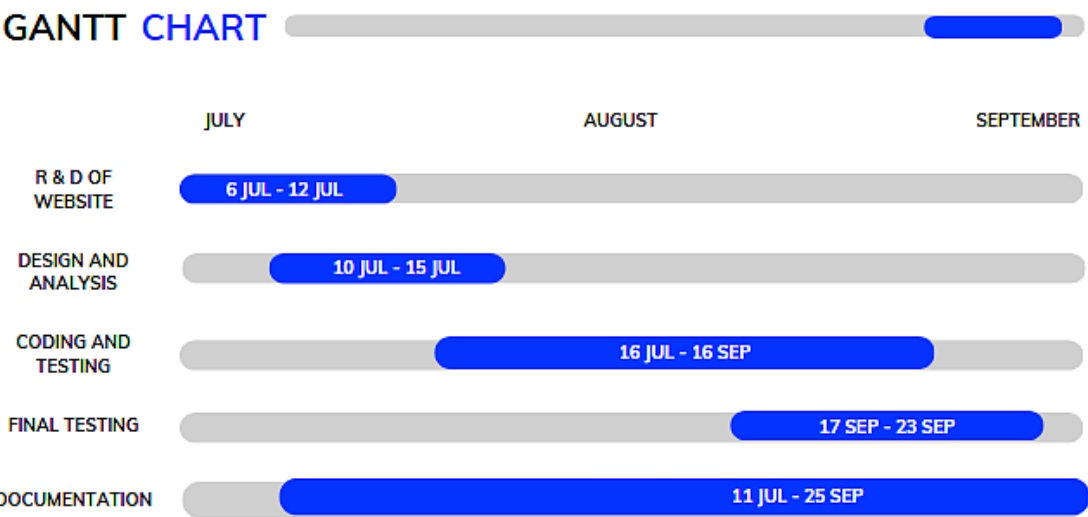 GANTT CHART
JULY AUGUST SEPTEMBER
R & D OF
WEBSITE
6 JUL - 12 JUL
DESIGN AND
ANALYSIS
10 JUL - 15 JUL
CODING AND
TESTING
16 JUL - 16 SEP
FINAL TESTING
17 SEP - 23 SEP
DOCUMENTATION
11 JUL - 25 SEP